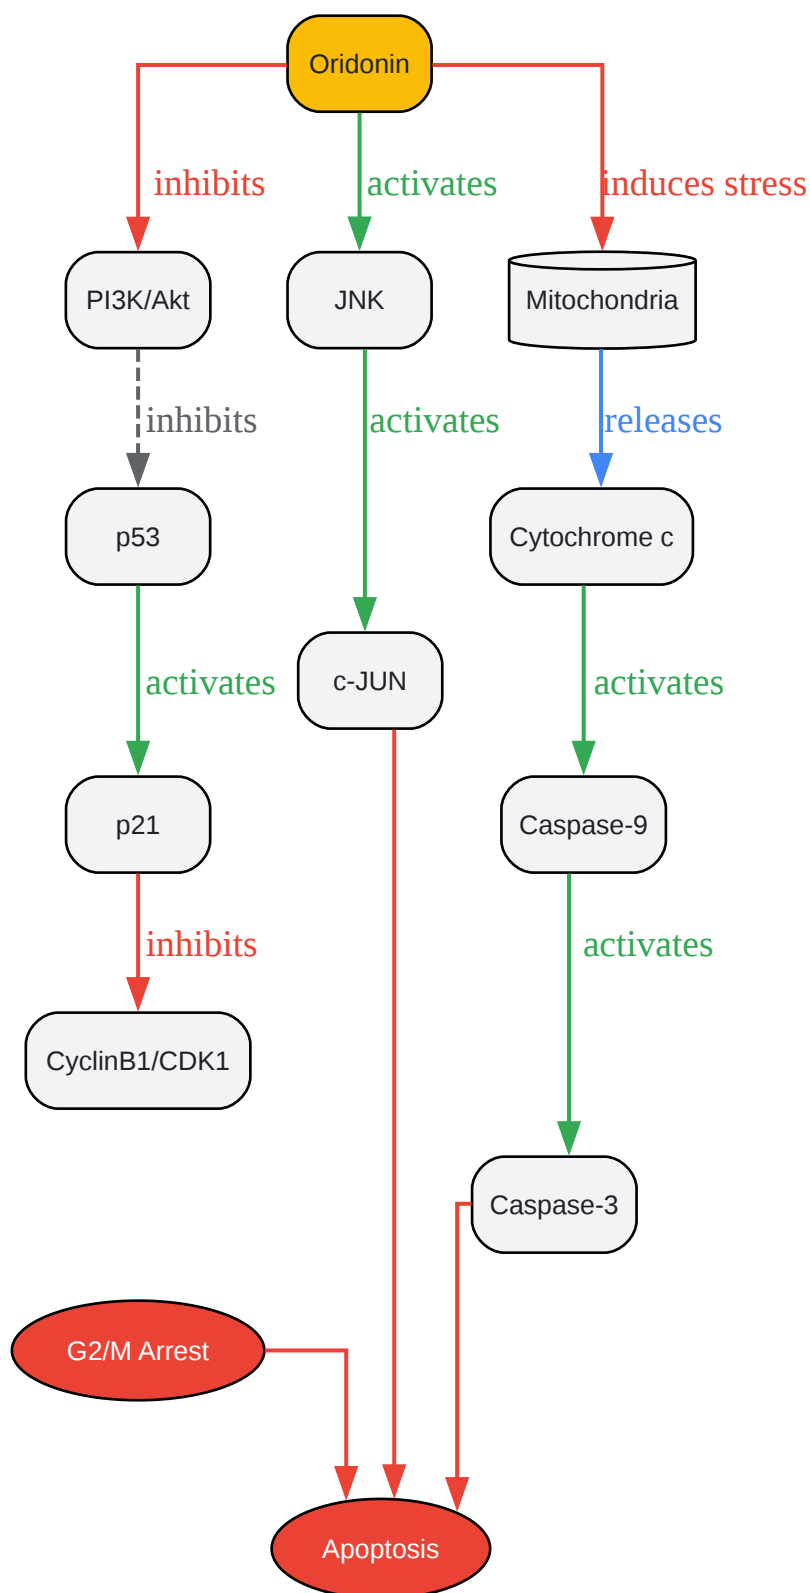 Oridonin
inhibits
activates
induces stress
PI3K/Akt
JNK
Mitochondria
inhibits
activates
releases
p53
Cytochrome c
activates
c-JUN
activates
p21
Caspase-9
inhibits
activates
CyclinB1/CDK1
Caspase-3
G2/M Arrest
Apoptosis